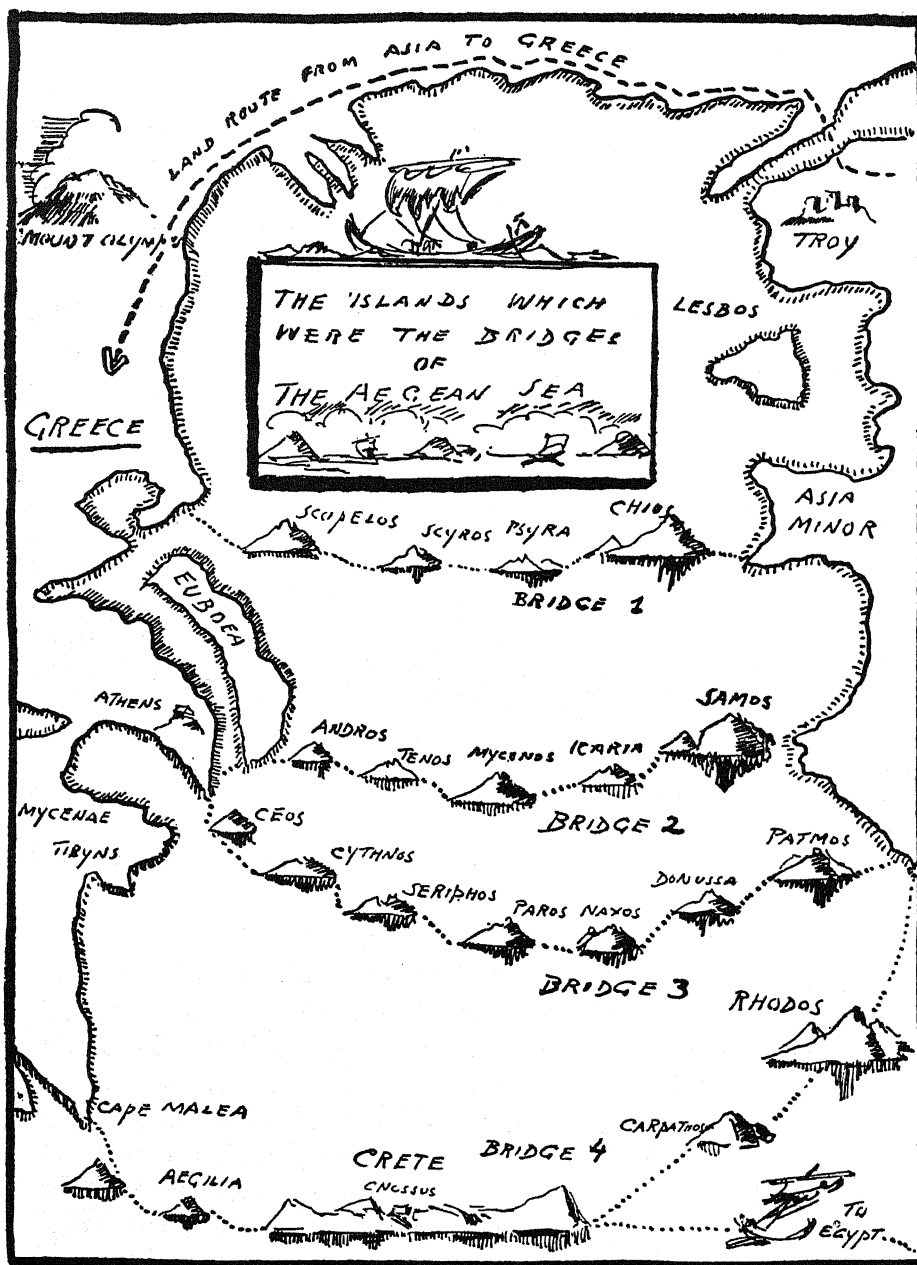 LAND ROUTE FROM ASIA TO GREECE
MOUNT OLYMPUS
TROY
THE ISLANDS WHICH
WERE THE BRIDGES
OF
THE AEGEAN SEA
LESBOS
GREECE
ASIA
MINOR
SCIPELOS
SCYROS
PSYRA
CHIOS
BRIDGE 1
EUBOEA
ATHENS
ANDROS
TENOS
MYCENOS
ICARIA
SAMOS
BRIDGE 2
MYCENAE
TIRYNS
CEOS
CYTHNOS
SERIPHOS
PAROS
NAXOS
DONUSSA
PATMOS
BRIDGE 3
RHODOS
CAPE MALEA
AEGILIA
CRETE
CNOSSUS
BRIDGE 4
CARPATHOS
TO
EGYPT